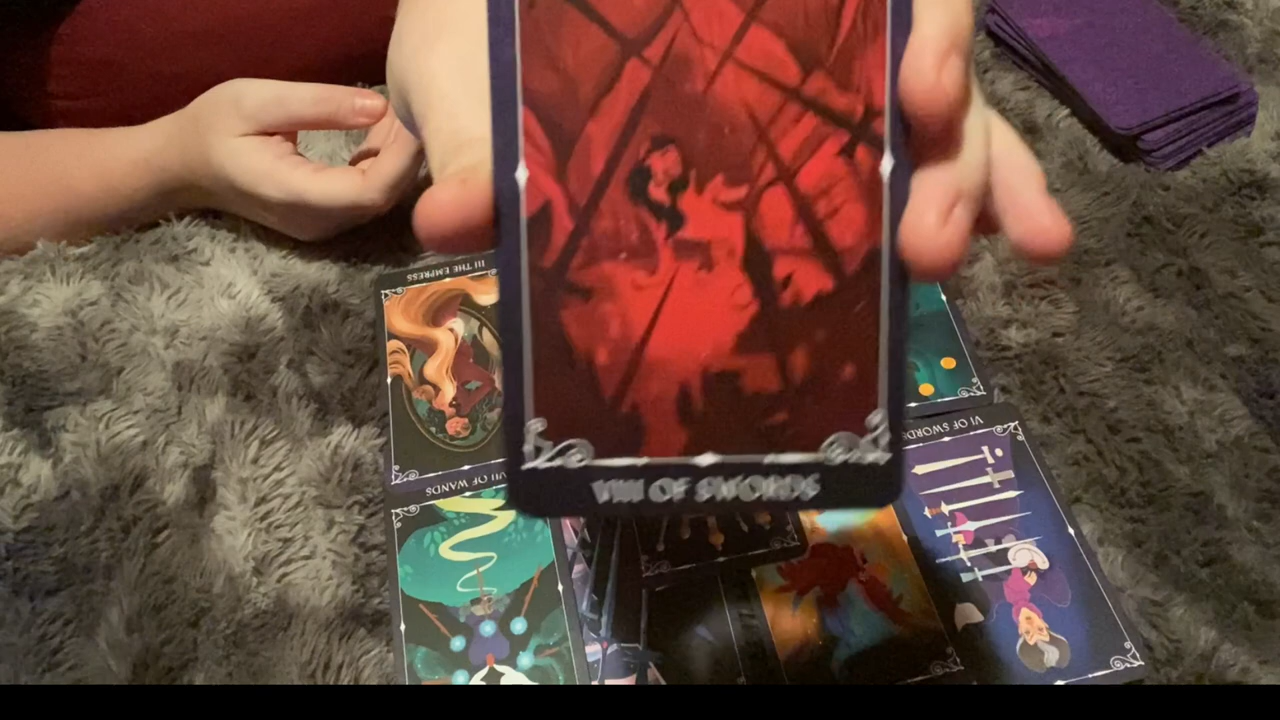 III THE EMPRESS
VI OF SWORDS
VII OF WANDS
VIII OF SWORDS